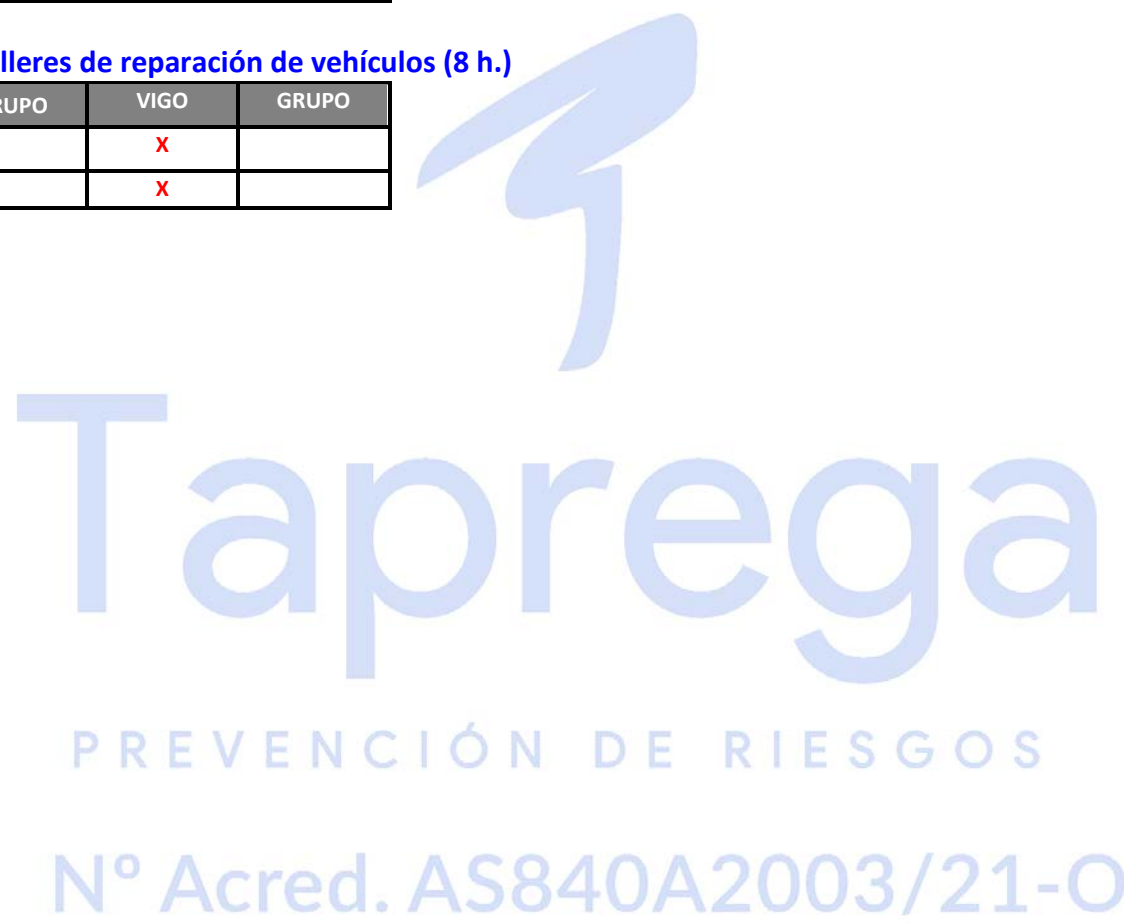 lleres de reparación de vehículos (8 h.)
RUPO VIGO GRUPO
X
X
Taprega
PREVENCIÓN DE RIESGOS
Nº Acred. AS840A2003/21-O